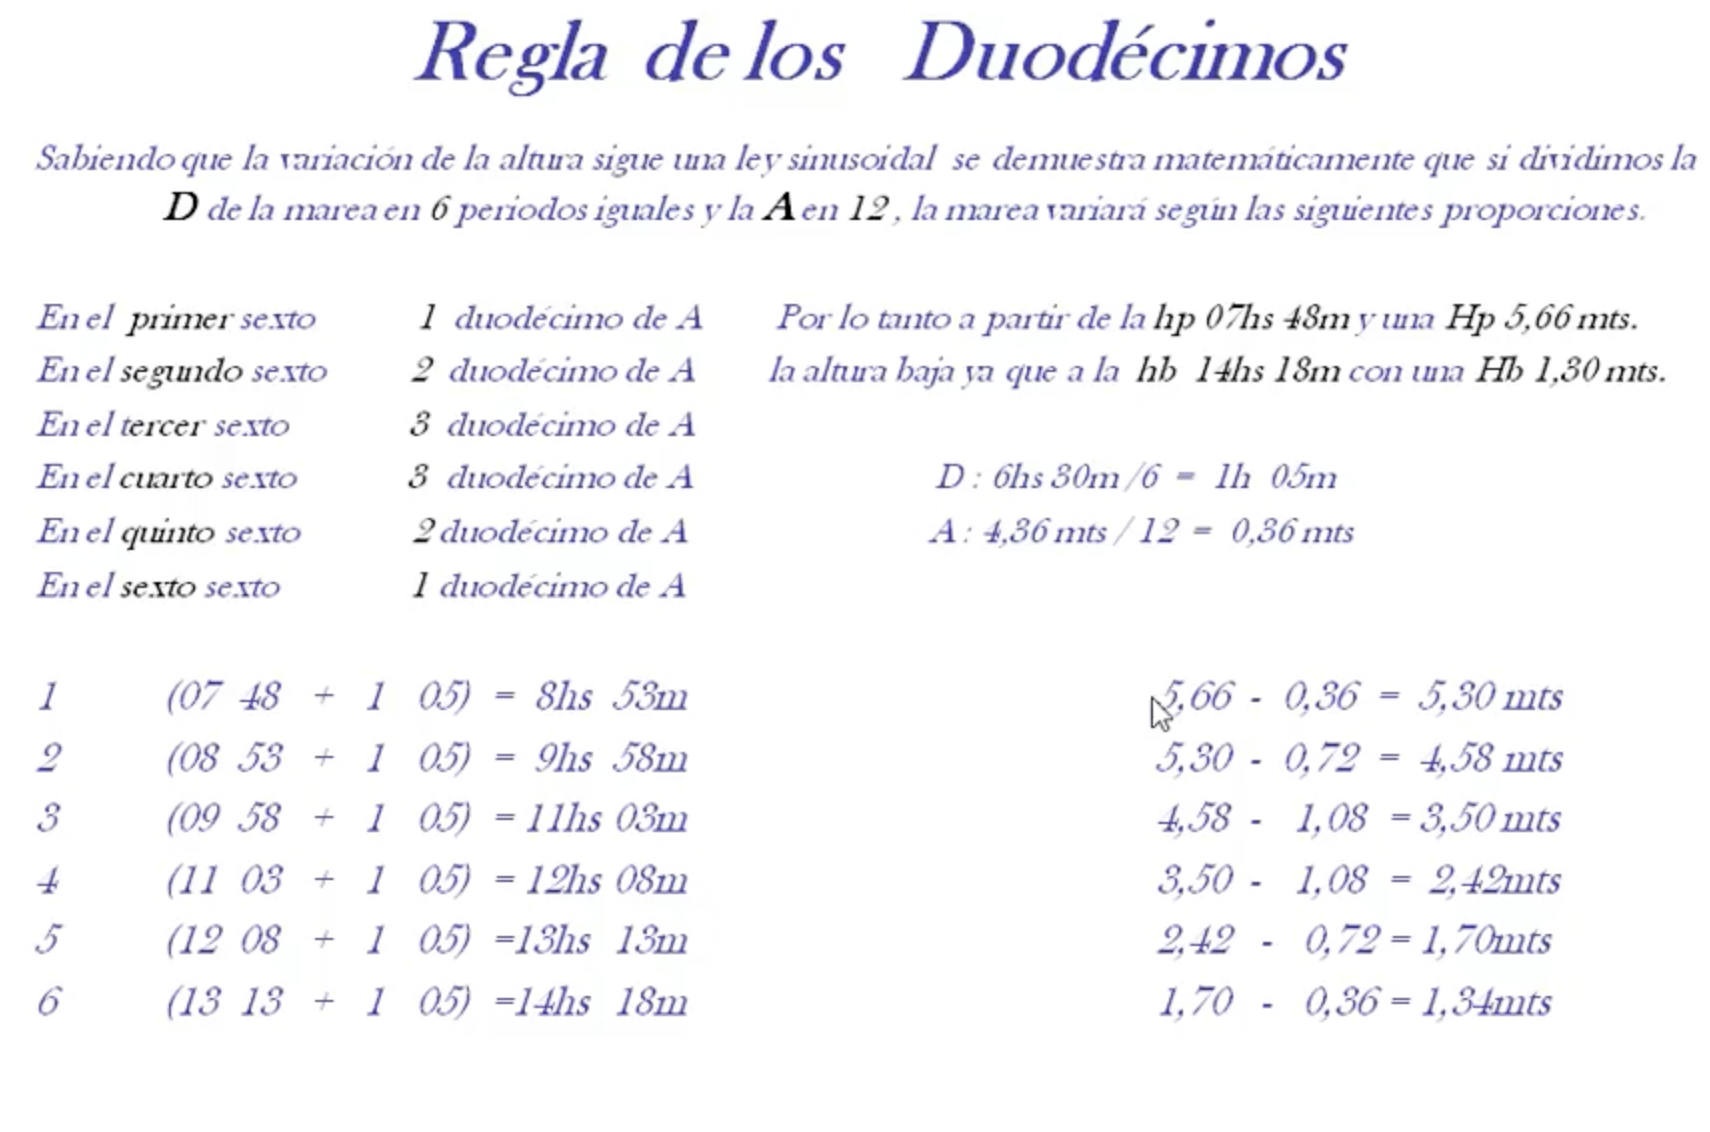 Regla de los Duodécimos
Sabiendo que la variación de la altura sigue una ley sinusoidal se demuestra matemáticamente que si dividimos la
D de la marea en 6 periodos iguales y la A en 12, la marea variará según las siguientes proporciones.
En el primer sexto 1 duodécimo de A Por lo tanto a partir de la hp 07hs 48m y una Hp 5,66 mts.
En el segundo sexto 2 duodécimo de A la altura baja ya que a la hb 14hs 18m con una Hb 1,30 mts.
En el tercer sexto 3 duodécimo de A
En el cuarto sexto 3 duodécimo de A D : 6hs 30m /6 = 1h 05m
En el quinto sexto 2 duodécimo de A A : 4,36 mts / 12 = 0,36 mts
En el sexto sexto 1 duodécimo de A
1 (07 48 + 1 05) = 8hs 53m 5,66 - 0,36 = 5,30 mts
2 (08 53 + 1 05) = 9hs 58m 5,30 - 0,72 = 4,58 mts
3 (09 58 + 1 05) = 11hs 03m 4,58 - 1,08 = 3,50 mts
4 (11 03 + 1 05) = 12hs 08m 3,50 - 1,08 = 2,42mts
5 (12 08 + 1 05) =13hs 13m 2,42 - 0,72 = 1,70mts
6 (13 13 + 1 05) =14hs 18m 1,70 - 0,36 = 1,34mts